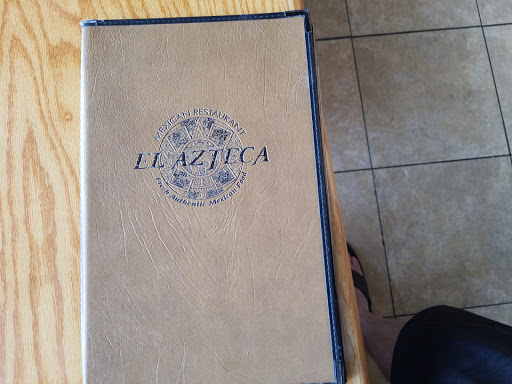 MEXICAN RESTAURANT
EL AZTECA
Fresh Authentic Mexican Food